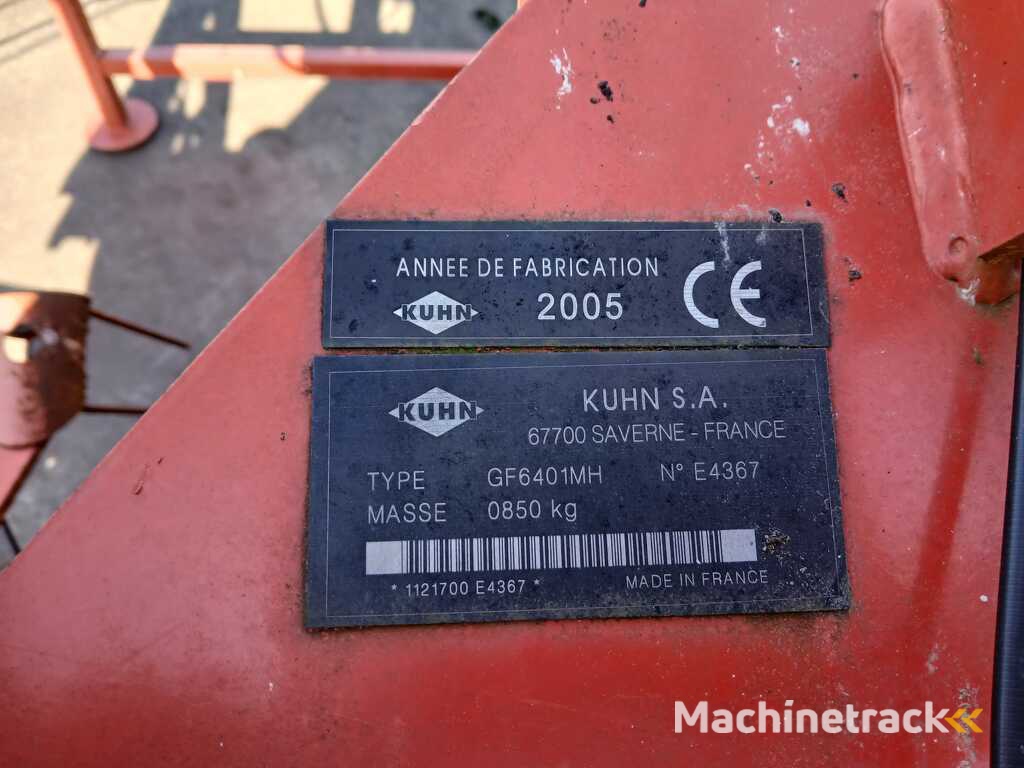 ANNEE DE FABRICATION
KUHN 2005 CE
KUHN KUHN S.A.
67700 SAVERNE - FRANCE
TYPE GF6401MH N° E4367
MASSE 0850 kg
* 1121700 E4367 * MADE IN FRANCE
Machinetrack